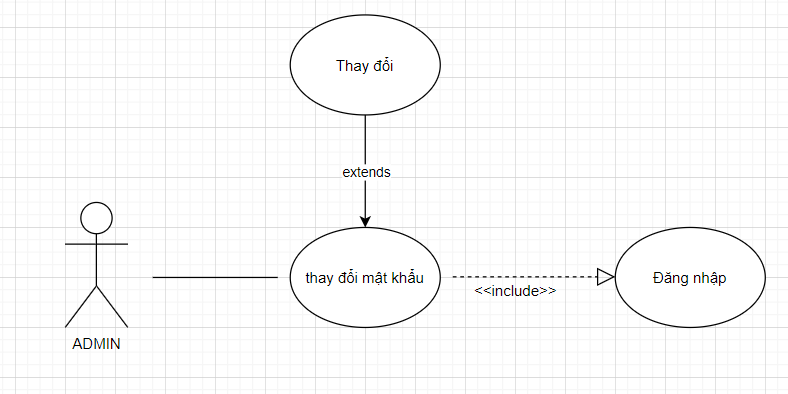 Thay đổi
extends
thay đổi mật khẩu
Đăng nhập
<<include>>
ADMIN